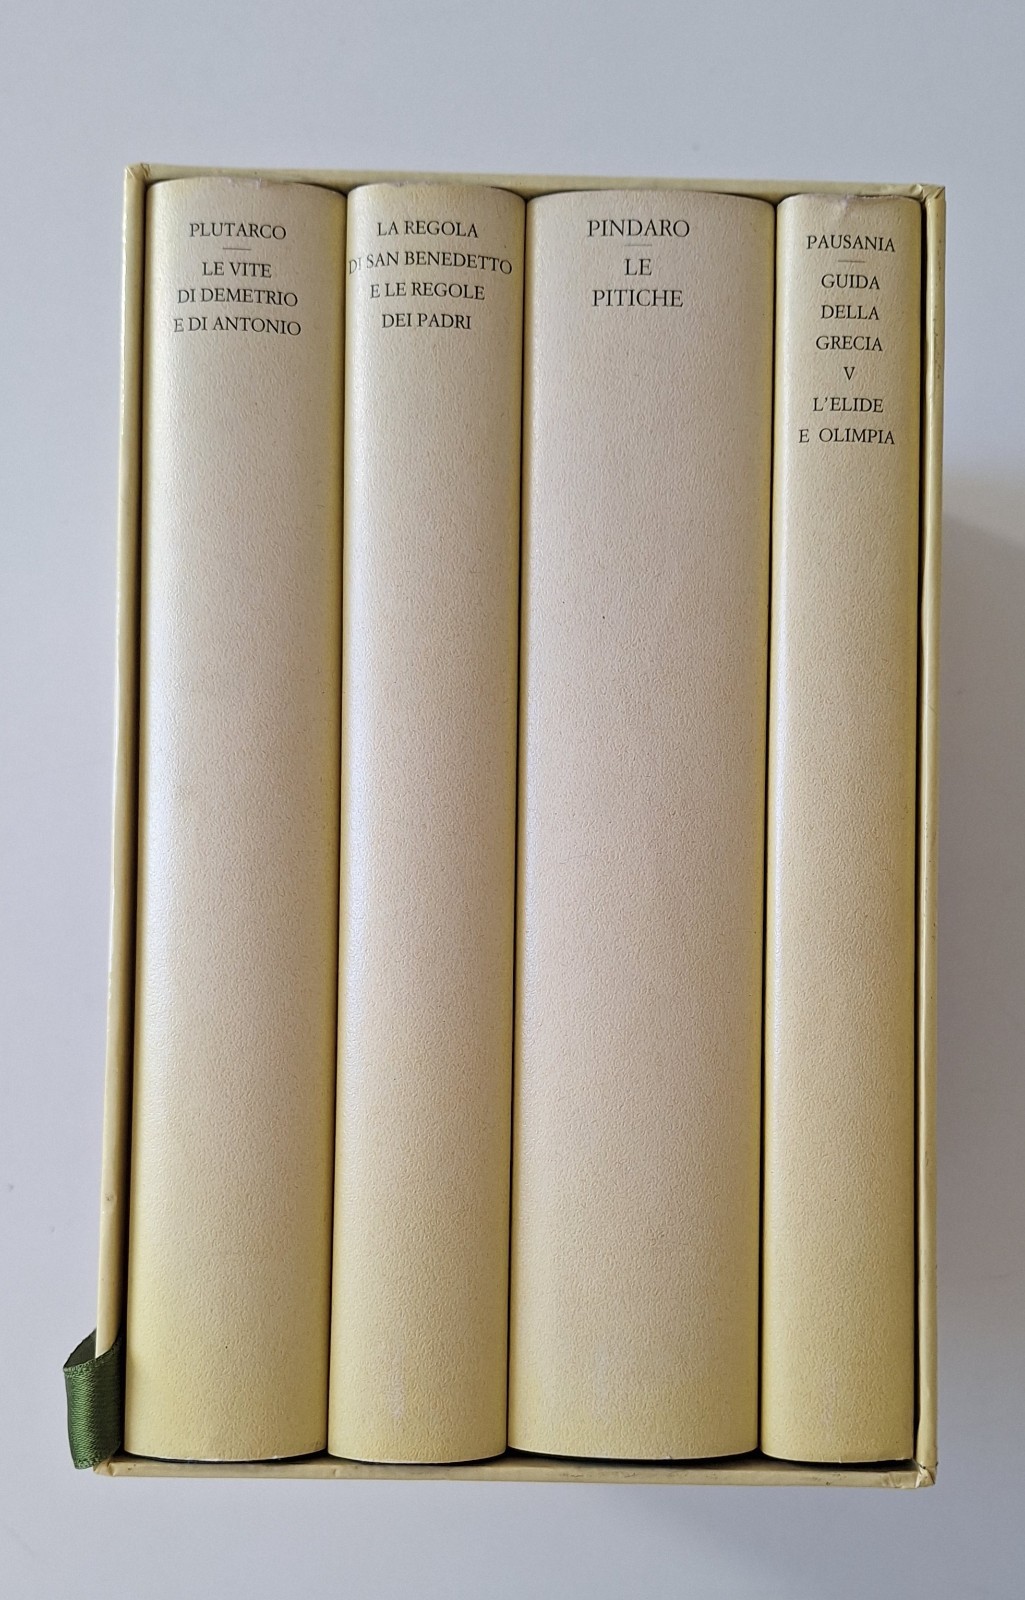 PLUTARCO
LE VITE
DI DEMETRIO
E DI ANTONIO
LA REGOLA
DI SAN BENEDETTO
E LE REGOLE
DEI PADRI
PINDARO
LE
PITICHE
PAUSANIA
GUIDA
DELLA
GRECIA
V
L'ELIDE
E OLIMPIA